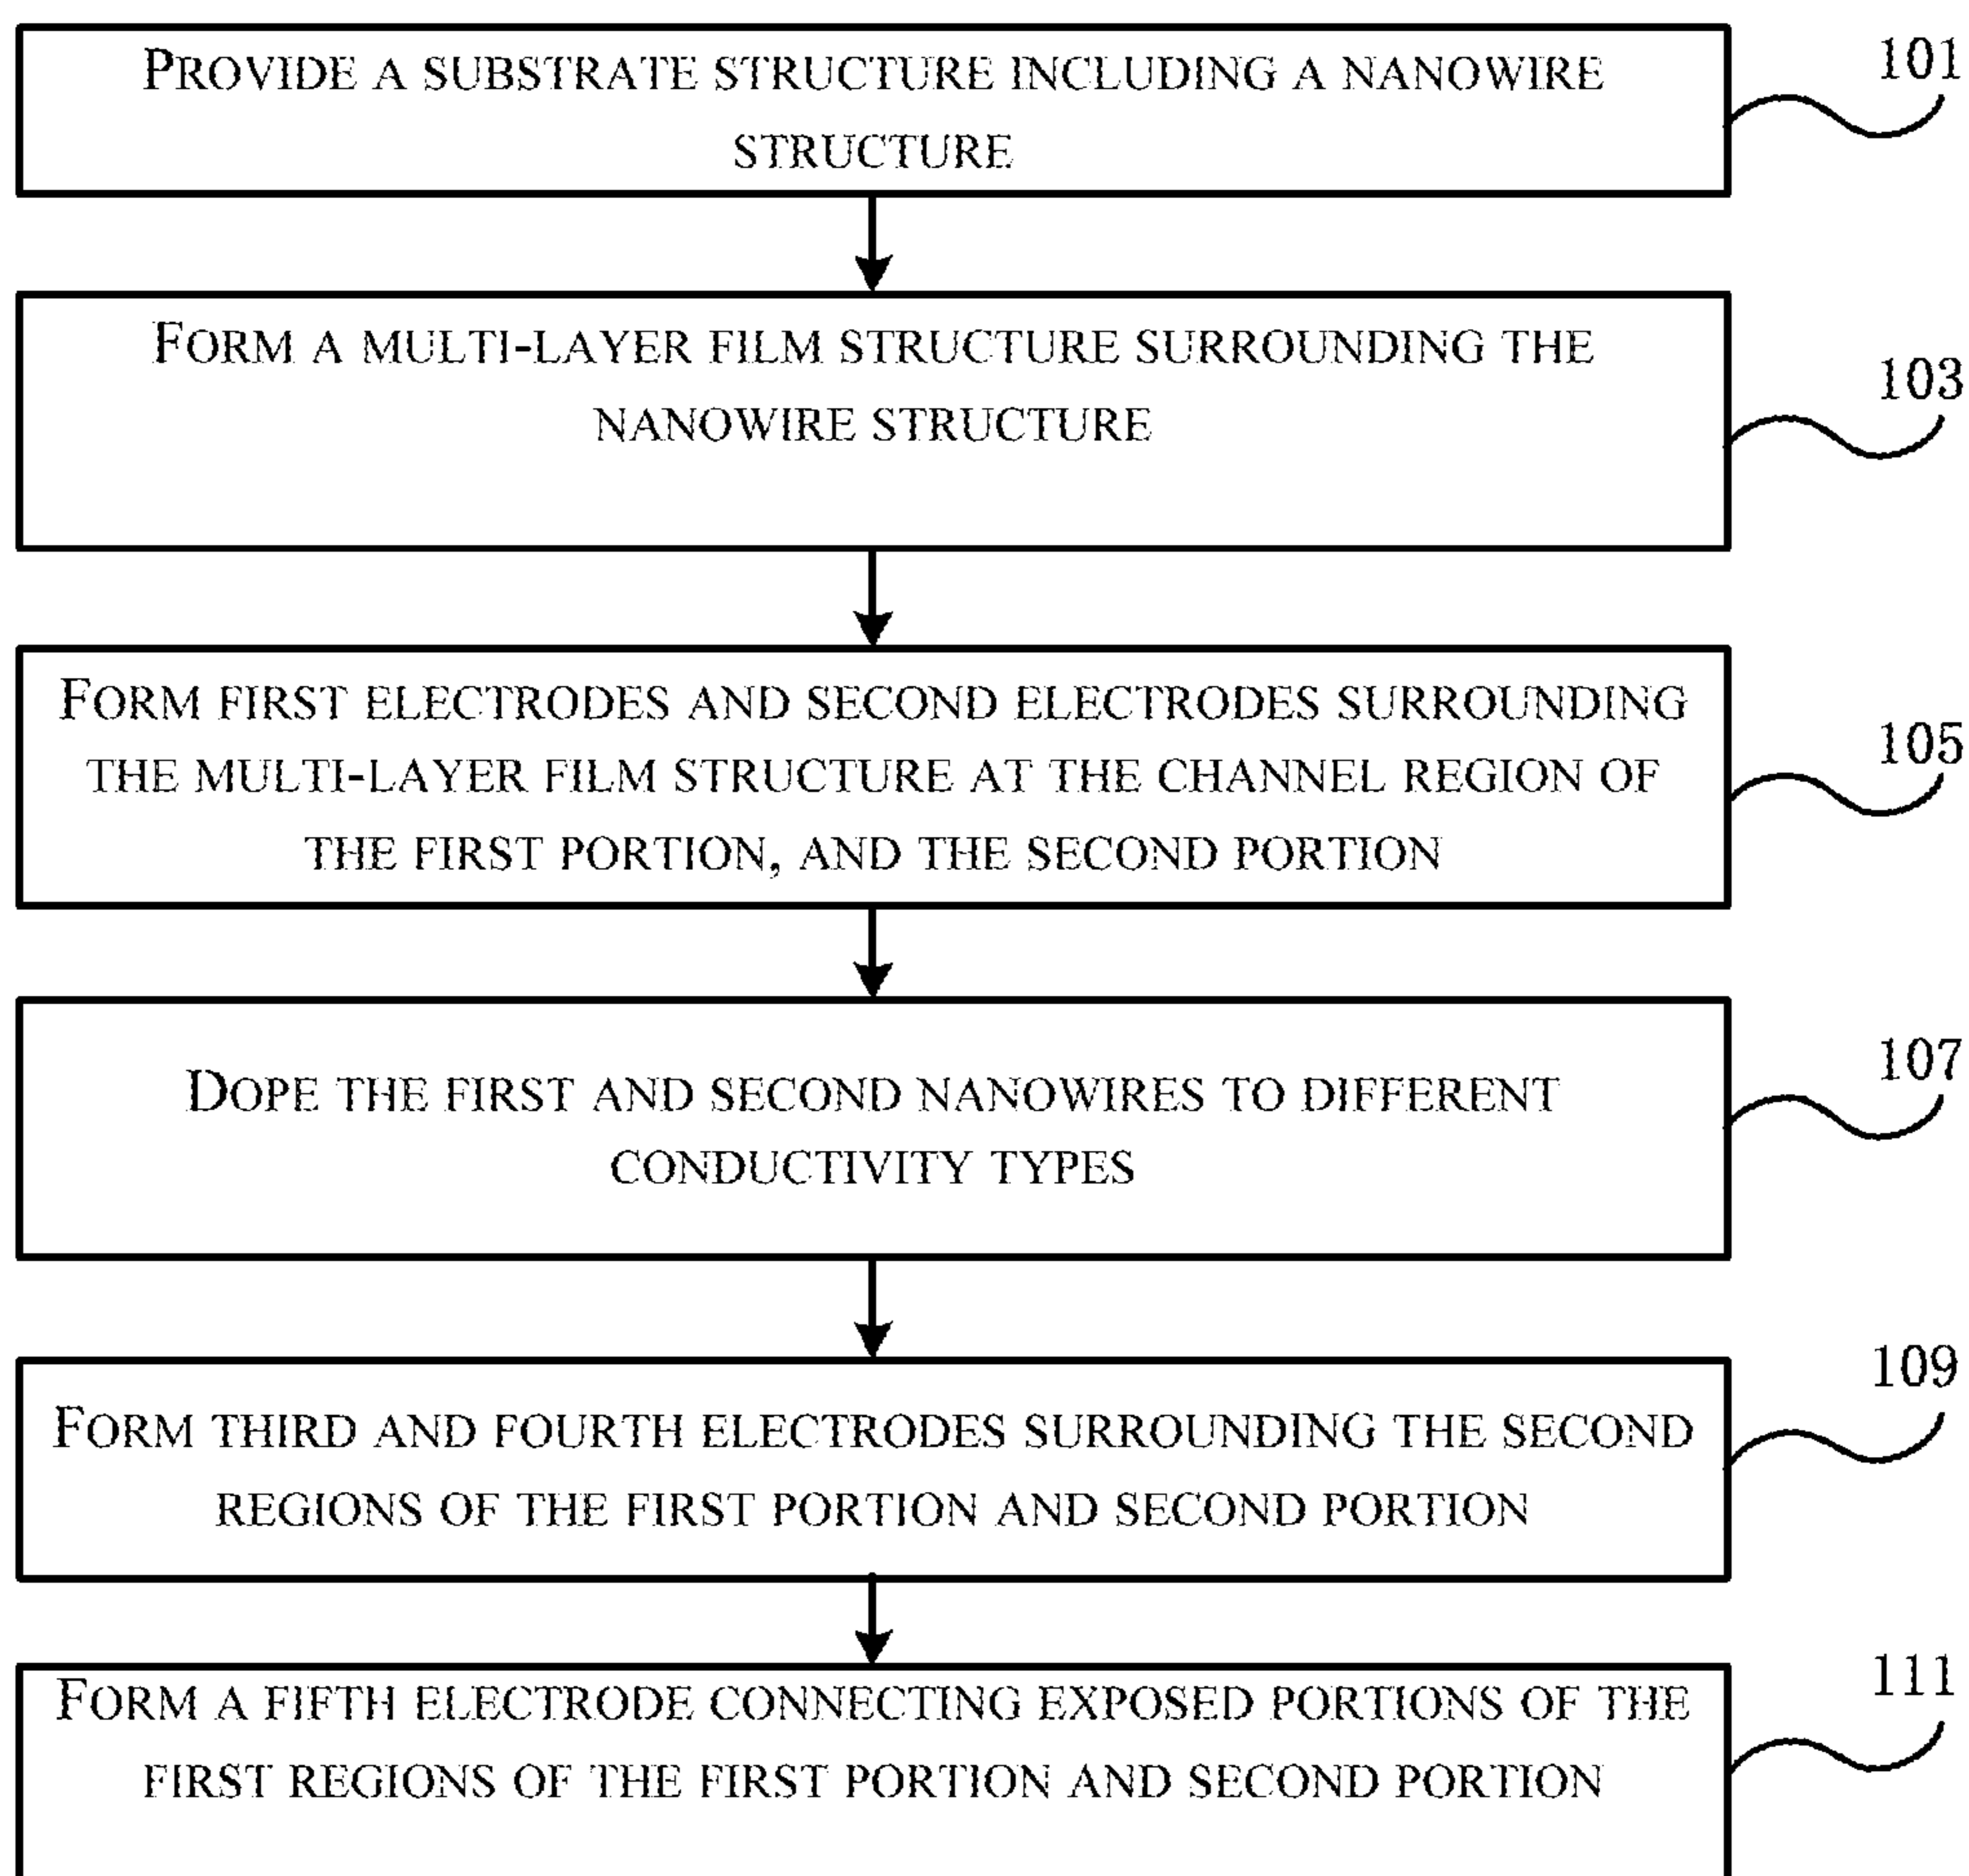 PROVIDE A SUBSTRATE STRUCTURE INCLUDING A NANOWIRE
STRUCTURE
101
FORM A MULTI-LAYER FILM STRUCTURE SURROUNDING THE
NANOWIRE STRUCTURE
103
FORM FIRST ELECTRODES AND SECOND ELECTRODES SURROUNDING
THE MULTI-LAYER FILM STRUCTURE AT THE CHANNEL REGION OF
THE FIRST PORTION, AND THE SECOND PORTION
105
DOPE THE FIRST AND SECOND NANOWIRES TO DIFFERENT
CONDUCTIVITY TYPES
107
FORM THIRD AND FOURTH ELECTRODES SURROUNDING THE SECOND
REGIONS OF THE FIRST PORTION AND SECOND PORTION
109
FORM A FIFTH ELECTRODE CONNECTING EXPOSED PORTIONS OF THE
FIRST REGIONS OF THE FIRST PORTION AND SECOND PORTION
111